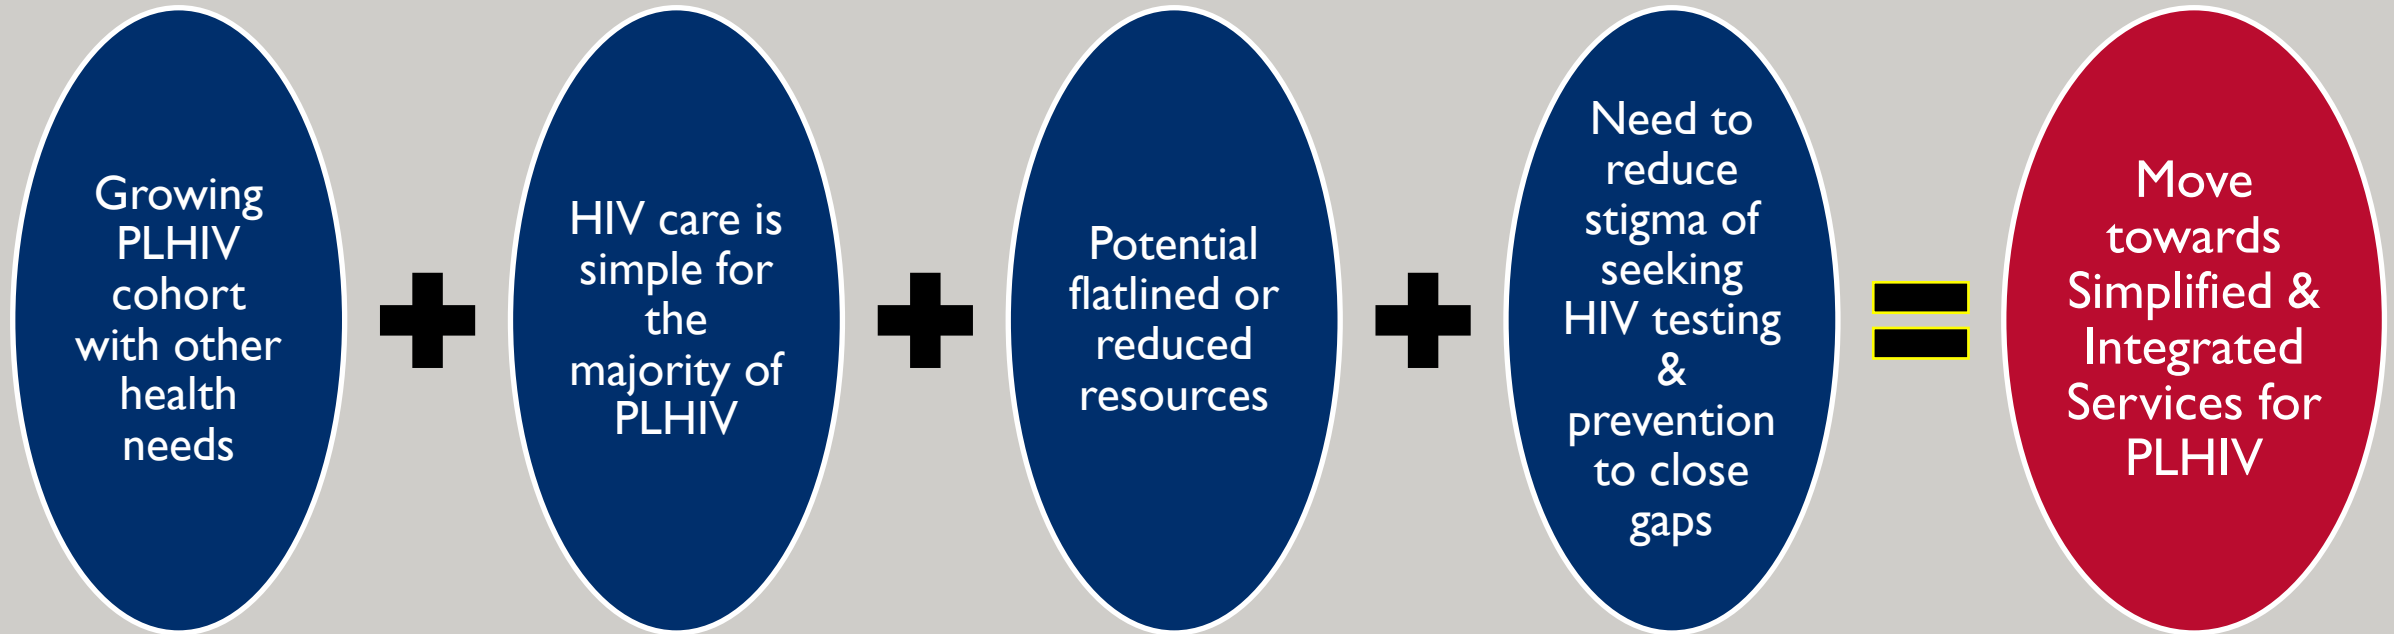 Growing
PLHIV
cohort
with other
health
needs
HIV care is
simple for
the
majority of
PLHIV
Potential
flatlined or
reduced
resources
Need to
reduce
stigma of
seeking
HIV testing
&
prevention
to close
gaps
Move
towards
Simplified &
Integrated
Services for
PLHIV